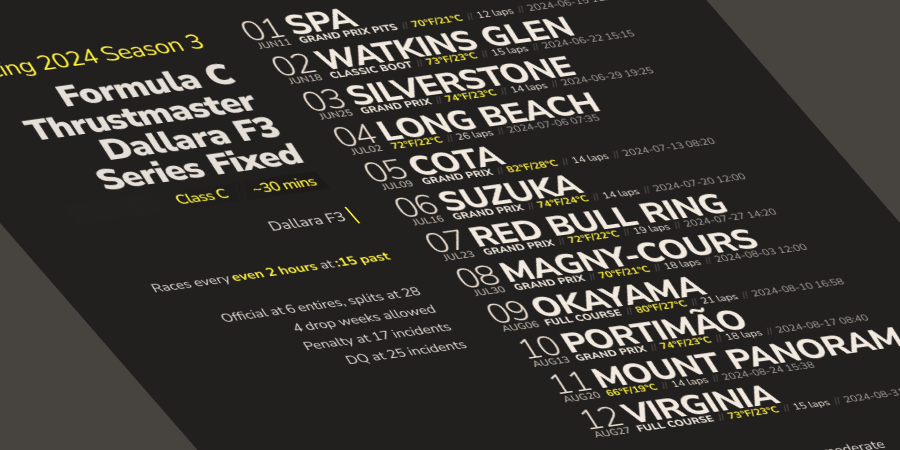 ing 2024 Season 3
Formula C
Thrustmaster
Dallara F3
Series Fixed
Class C ~30 mins
Dallara F3
Races every even 2 hours at :15 past
Official at 6 entires, splits at 28
4 drop weeks allowed
Penalty at 17 incidents
DQ at 25 incidents
01 SPA
JUN11 GRAND PRIX PITS // 70°F/21°C // 12 laps //
02 WATKINS GLEN
JUN18 CLASSIC BOOT // 73°F/23°C // 15 laps // 2024-06-22 15:15
03 SILVERSTONE
JUN25 GRAND PRIX // 74°F/23°C // 14 laps // 2024-06-29 19:25
04 LONG BEACH
JUL02 72°F/22°C // 26 laps // 2024-07-06 07:35
05 COTA
JUL09 GRAND PRIX // 82°F/28°C // 14 laps // 2024-07-13 08:20
06 SUZUKA
JUL16 GRAND PRIX // 74°F/24°C // 14 laps // 2024-07-20 12:00
07 RED BULL RING
JUL23 GRAND PRIX // 72°F/22°C // 19 laps // 2024-07-27 14:20
08 MAGNY-COURS
JUL30 GRAND PRIX // 70°F/21°C // 18 laps // 2024-08-03 12:00
09 OKAYAMA
AUG06 FULL COURSE // 80°F/27°C // 21 laps // 2024-08-10 16:58
10 PORTIMÃO
AUG13 GRAND PRIX // 74°F/23°C // 18 laps // 2024-08-17 08:40
11 MOUNT PANORAM
AUG20 66°F/19°C // 14 laps // 2024-08-24 15:38
12 VIRGINIA
AUG27 FULL COURSE // 73°F/23°C // 15 laps // 2024-08-3
moderate